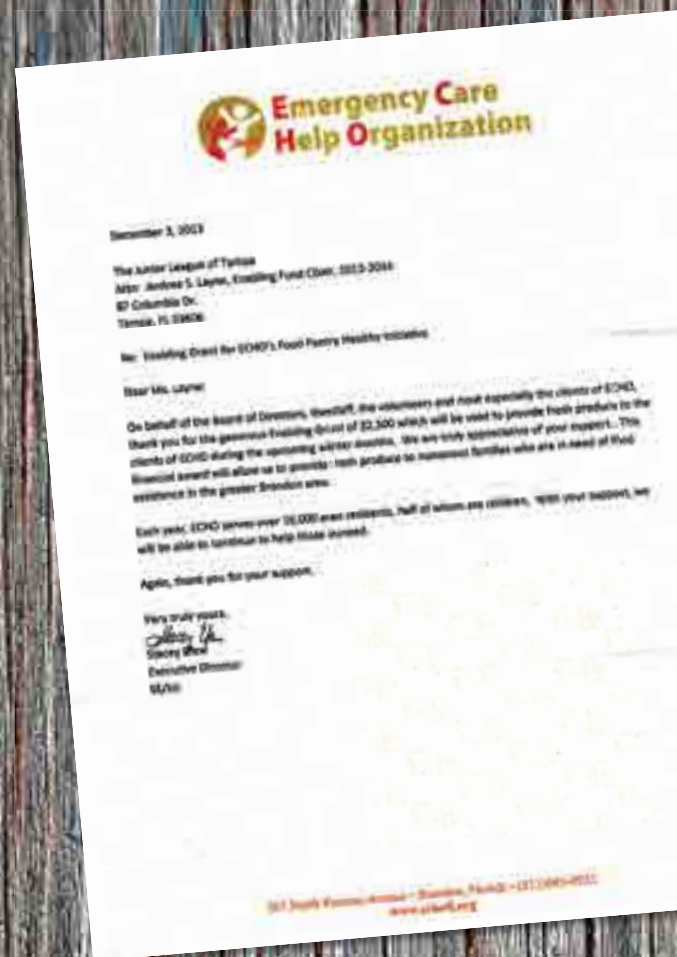 Emergency Care
Help Organization
December 3, 2013
The Junior League of Tampa
Attn: Andrea S. Layne, Enabling Fund Chair, 2013-2014
87 Columbia Dr.
Tampa, FL 33606
Re: Enabling Grant for ECHO's Food Pantry Healthy Initiative
Dear Ms. Layne:
On behalf of the Board of Directors, the volunteers and most especially the clients of ECHO,
thank you for the generous Enabling Grant of $2,500 which will be used to provide fresh produce to the
clients of ECHO during the upcoming winter months. We are truly appreciative of your support. This
financial award will allow us to provide fresh produce to numerous families who are in need of food
assistance in the greater Brandon area.
Each year, ECHO serves over area residents, half of whom are children. With your support, we
will be able to continue to help those in need.
Again, thank you for your support.
Very truly yours,
Stacey
Executive Director
Brandon, Florida